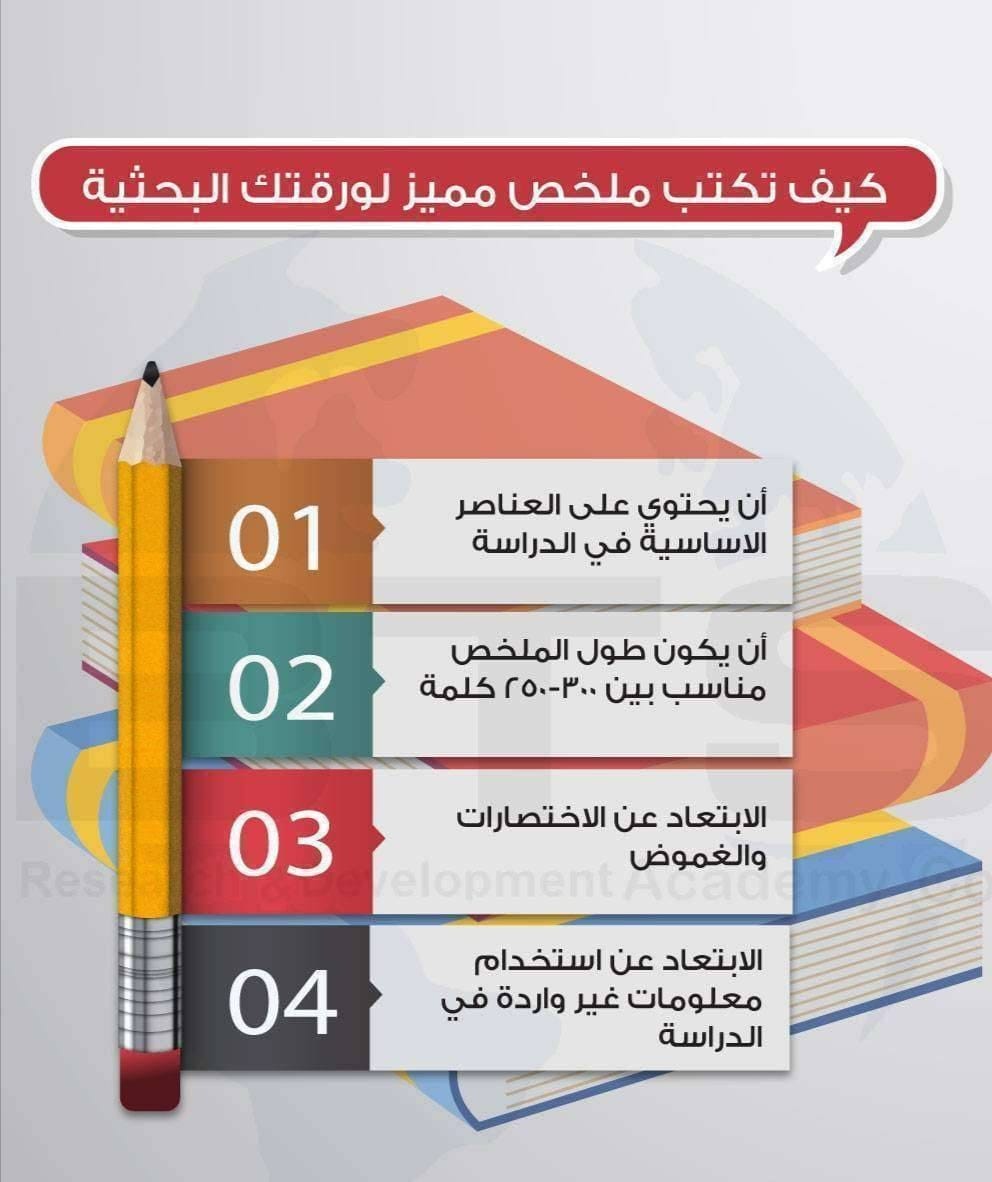 كيف تكتب ملخص مميز لورقتك البحثية
01
أن يحتوي على العناصر
الاساسية في الدراسة
02
أن يكون طول الملخص
مناسب بين ٣٠٠-٢٥٠ كلمة
03
الابتعاد عن الاختصارات
والغموض
04
الابتعاد عن استخدام
معلومات غير واردة في
الدراسة
BTS
Research & Development Academy Co